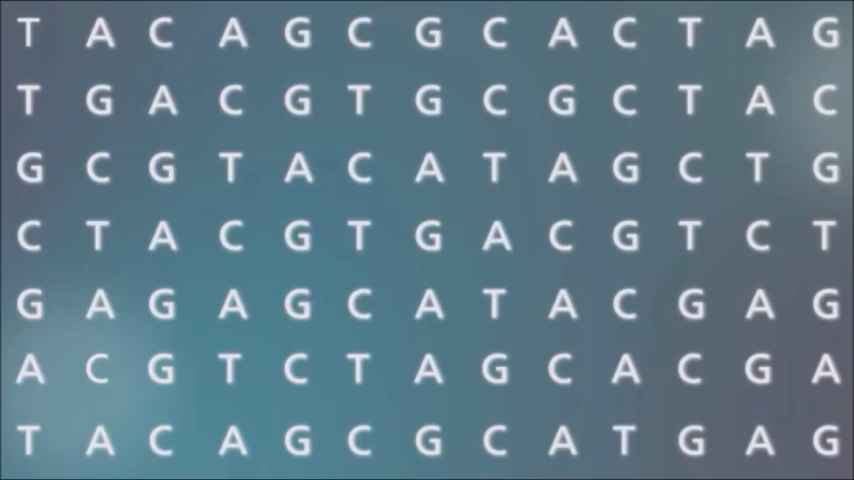 T A C A G C G C A C T A G
T G A C G T G C G C T A C
G C G T A C A T A G C T G
C T A C G T G A C G T C T
G A G A G C A T A C G A G
A C G T C T A G C A C G A
T A C A G C G C A T G A G